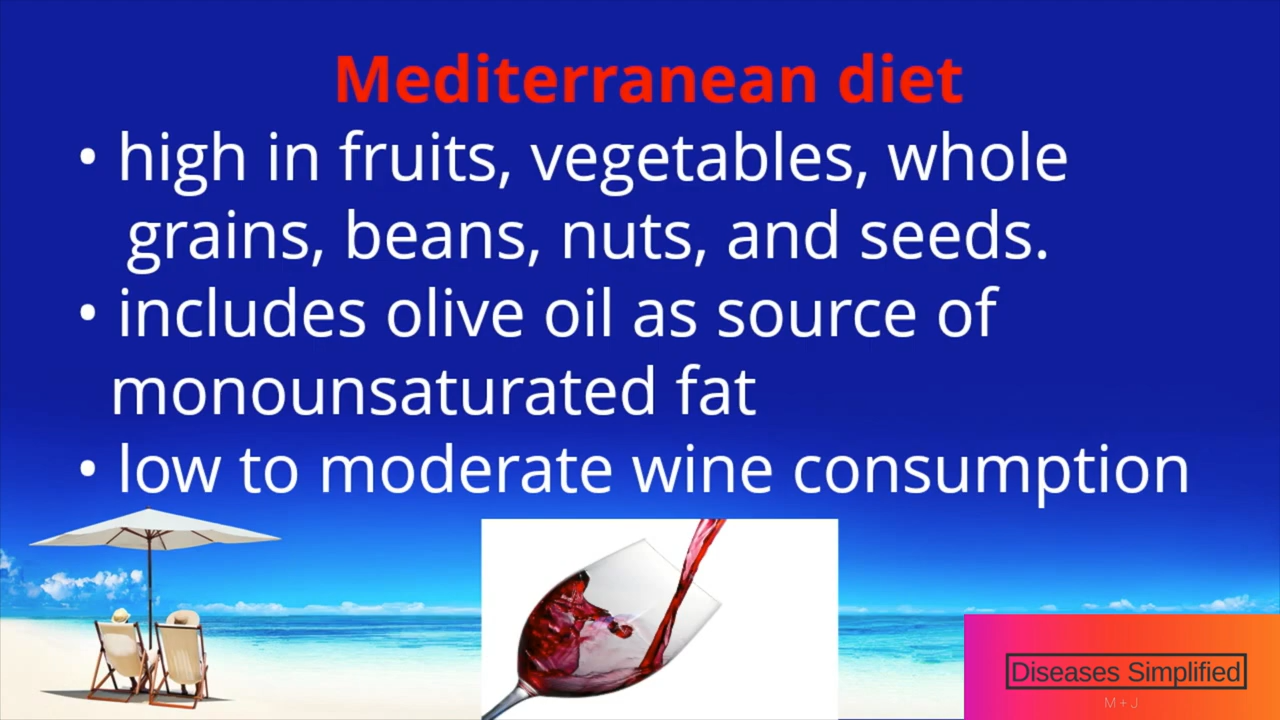 Mediterranean diet
• high in fruits, vegetables, whole
grains, beans, nuts, and seeds.
• includes olive oil as source of
monounsaturated fat
• low to moderate wine consumption
Diseases Simplified
M + J